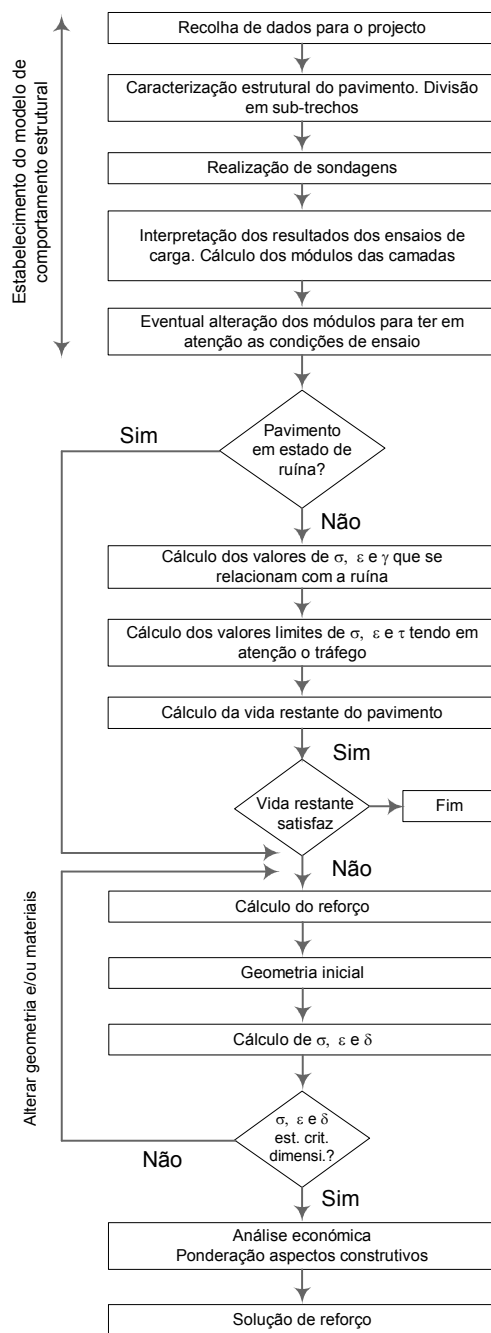 Estabelecimento do modelo de
comportamento estrutural
Recolha de dados para o projecto
Caracterização estrutural do pavimento. Divisão
em sub-trechos
Realização de sondagens
Interpretação dos resultados dos ensaios de
carga. Cálculo dos módulos das camadas
Eventual alteração dos módulos para ter em
atenção as condições de ensaio
Sim
Pavimento
em estado de
ruína?
Não
Cálculo dos valores de σ, ε e γ que se
relacionam com a ruína
Cálculo dos valores limites de σ, ε e τ tendo em
atenção o tráfego
Cálculo da vida restante do pavimento
Sim
Vida restante
satisfaz
Fim
Não
Alterar geometria e/ou materiais
Cálculo do reforço
Geometria inicial
Cálculo de σ, ε e δ
σ, ε e δ
est. crit.
dimensi.?
Não
Sim
Análise económica
Ponderação aspectos construtivos
Solução de reforço